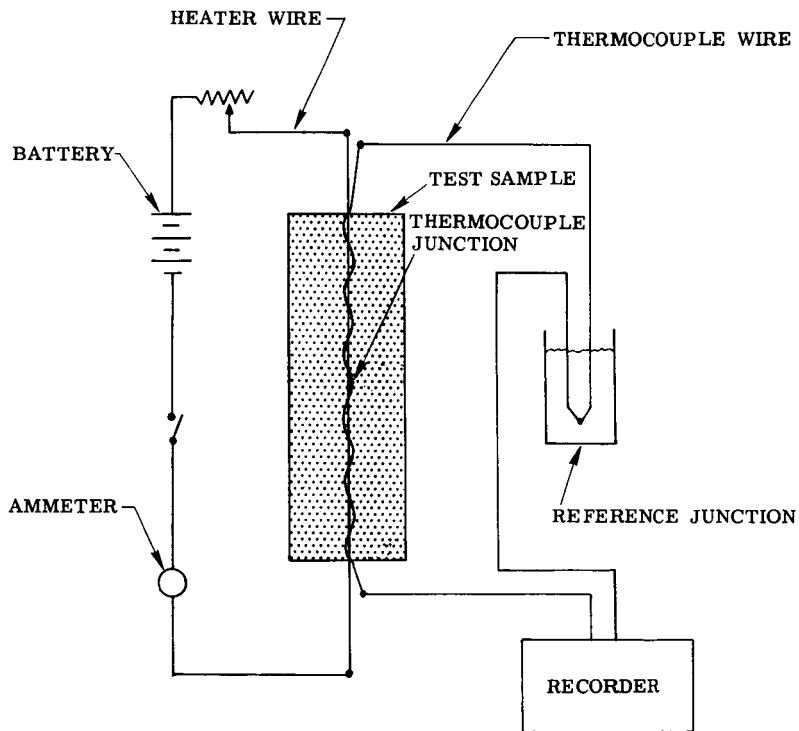 HEATER WIRE
THERMOCOUPLE WIRE
BATTERY
TEST SAMPLE
THERMOCOUPLE
JUNCTION
AMMETER
REFERENCE JUNCTION
RECORDER